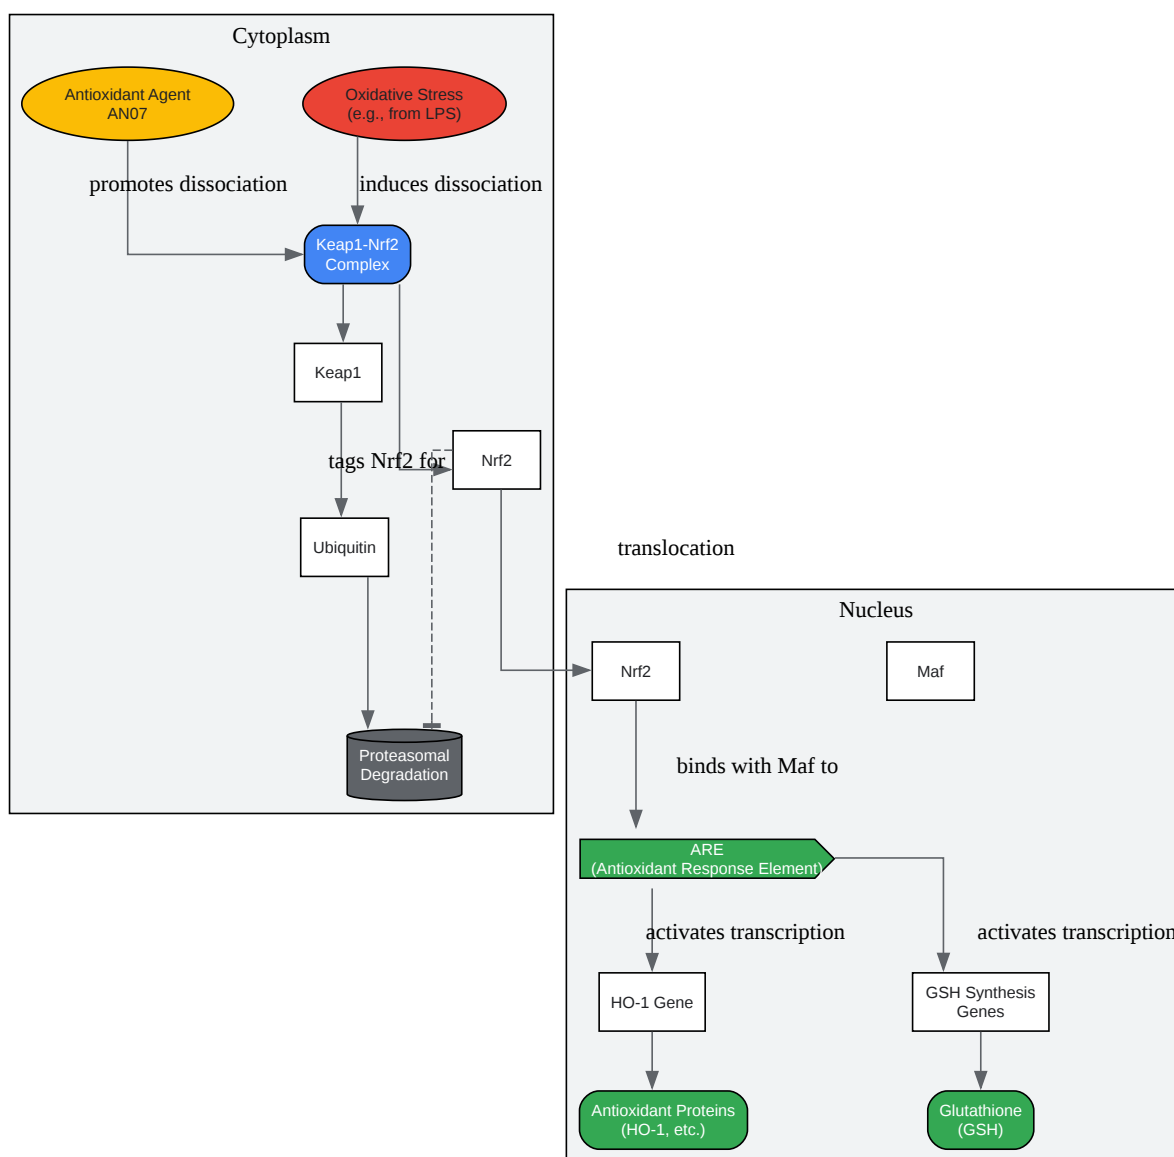 Cytoplasm
Antioxidant Agent
AN07
Oxidative Stress
(e.g., from LPS)
promotes dissociation
induces dissociation
Keap1-Nrf2
Complex
Keap1
tags Nrf2 for
Nrf2
Ubiquitin
translocation
Nucleus
Nrf2
Maf
Proteasomal
Degradation
binds with Maf to
ARE
(Antioxidant Response Element)
activates transcription
activates transcription
HO-1 Gene
GSH Synthesis
Genes
Antioxidant Proteins
(HO-1, etc.)
Glutathione
(GSH)